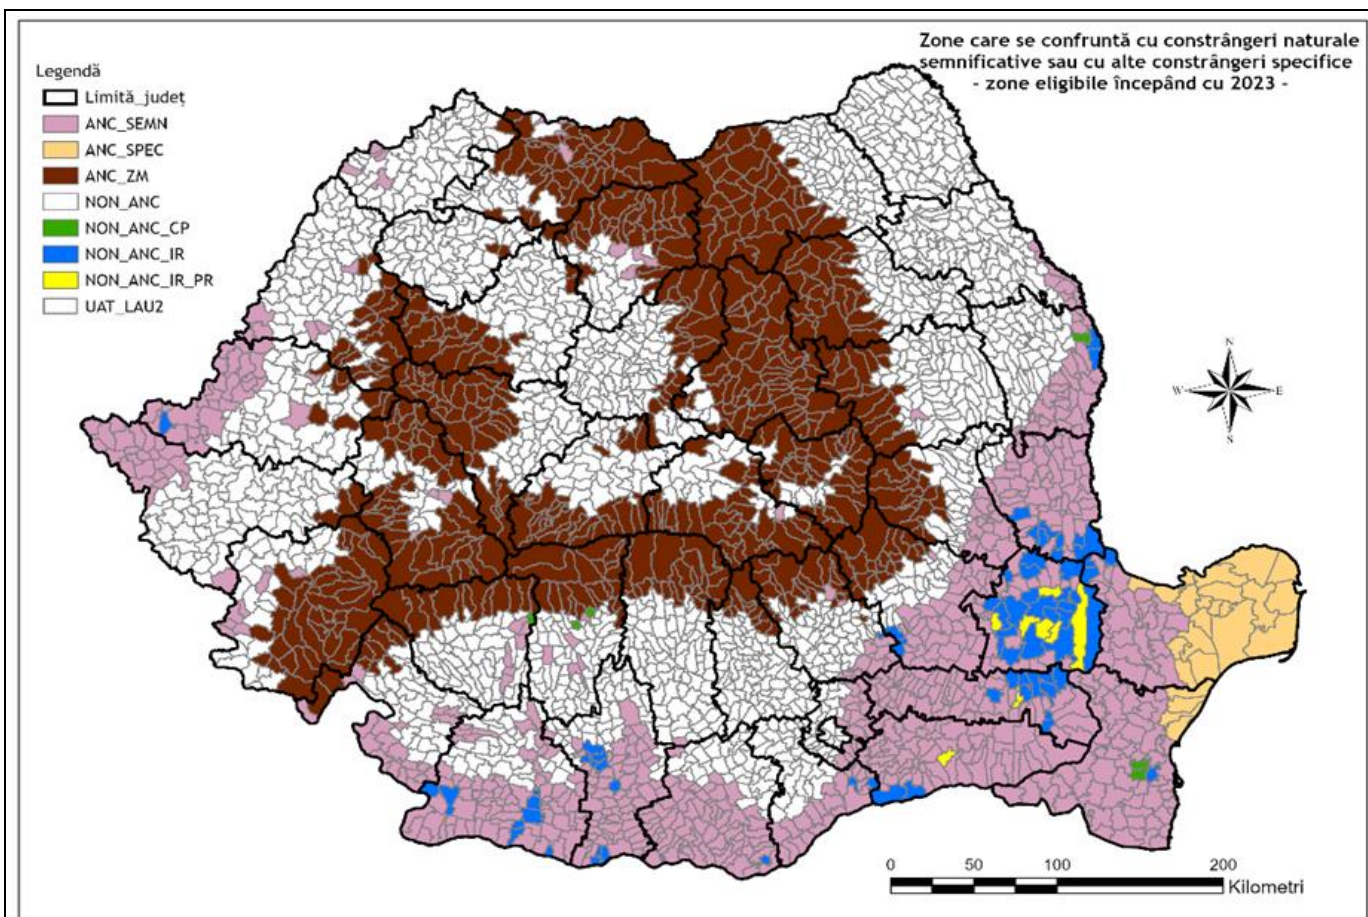 Zone care se confruntă cu constrângeri naturale
semnificative sau cu alte constrângeri specifice
- zone eligibile începând cu 2023 -
Legendă
Limită_județ
ANC_SEMN
ANC_SPEC
ANC_ZM
NON_ANC
NON_ANC_CP
NON_ANC_IR
NON_ANC_IR_PR
UAT_LAU2
N
W E
S
0 50 100 200
Kilometri